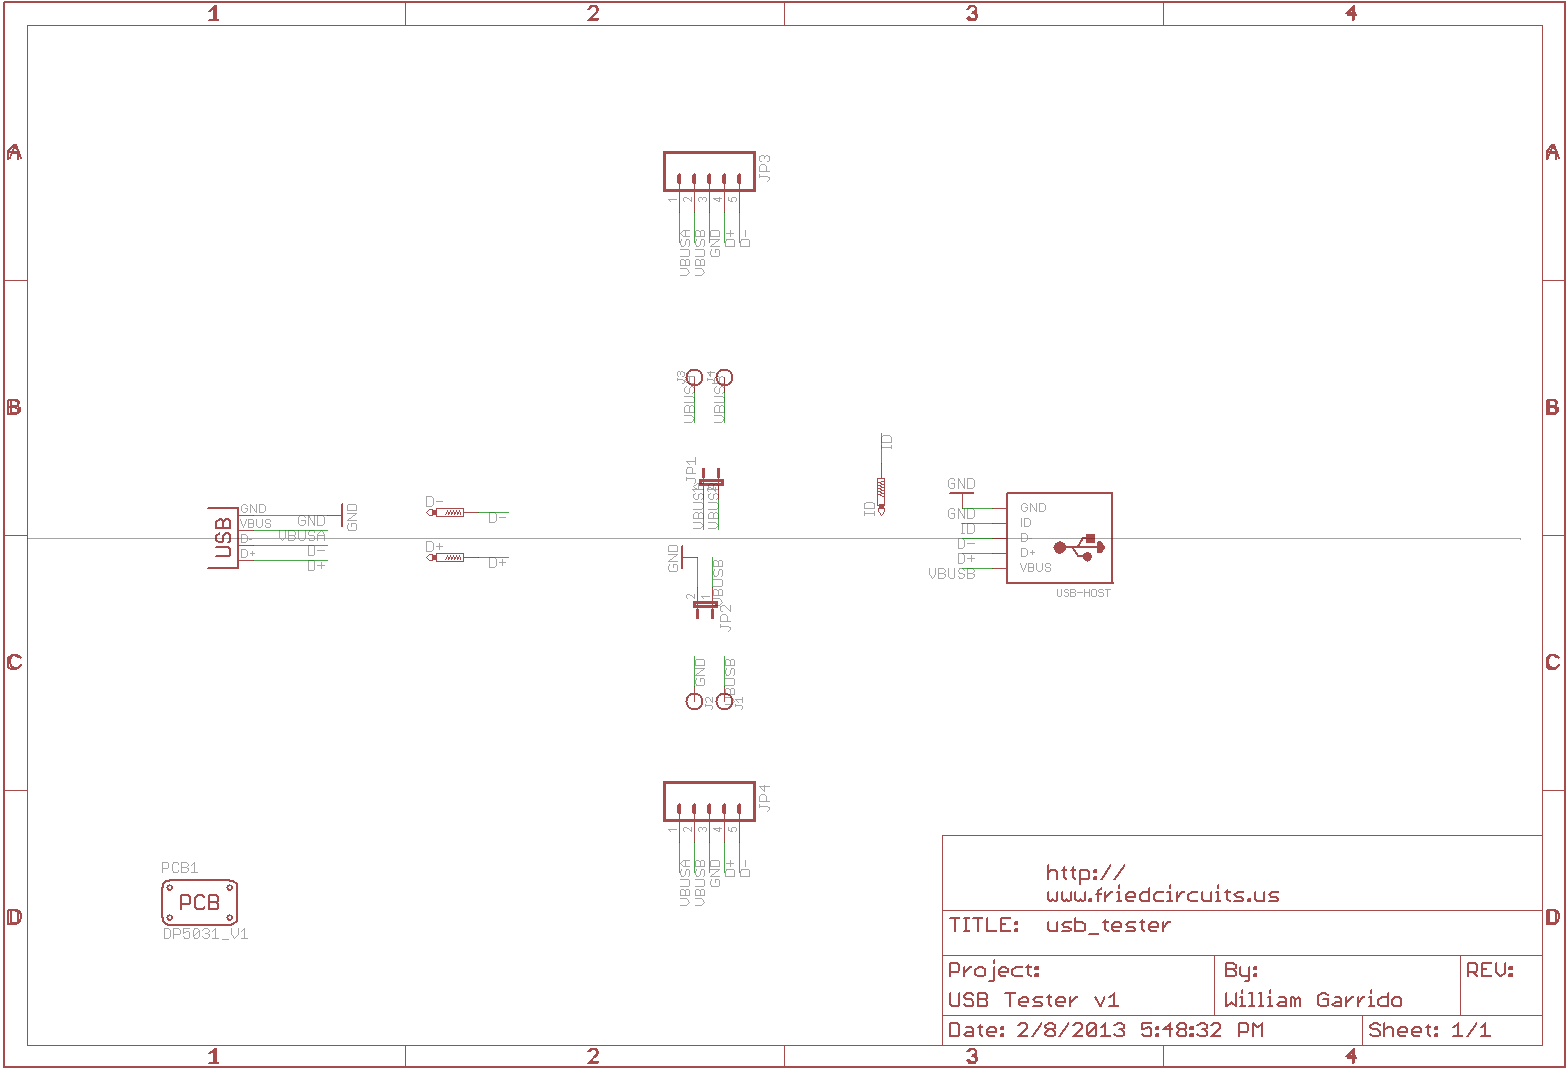 1 2 3 4
A A
JP3
1 2 3 4 5
VBUSA VBUSB GND D+ D-
J3 J4
B B
ID
JP1
GND
D-
GND
VBUS
D-
D+
USB
GND
VBUSA
D-
D+
GND
D-
D+
D+
ID
GND
GND
ID
D-
D+
VBUSB
GND
ID
D-
D+
VBUS
USB-HOST
GND
VBUSB
2 1
JP2
C C
GND VBUSB
J2 J1
JP4
1 2 3 4 5
VBUSA VBUSB GND D+ D-
PCB1
PCB
DP5031_V1
D D
http://
www.friedcircuits.us
TITLE: usb_tester
Project: By: REV:
USB Tester v1 William Garrido
Date: 2/8/2013 5:48:32 PM Sheet: 1/1
1 2 3 4